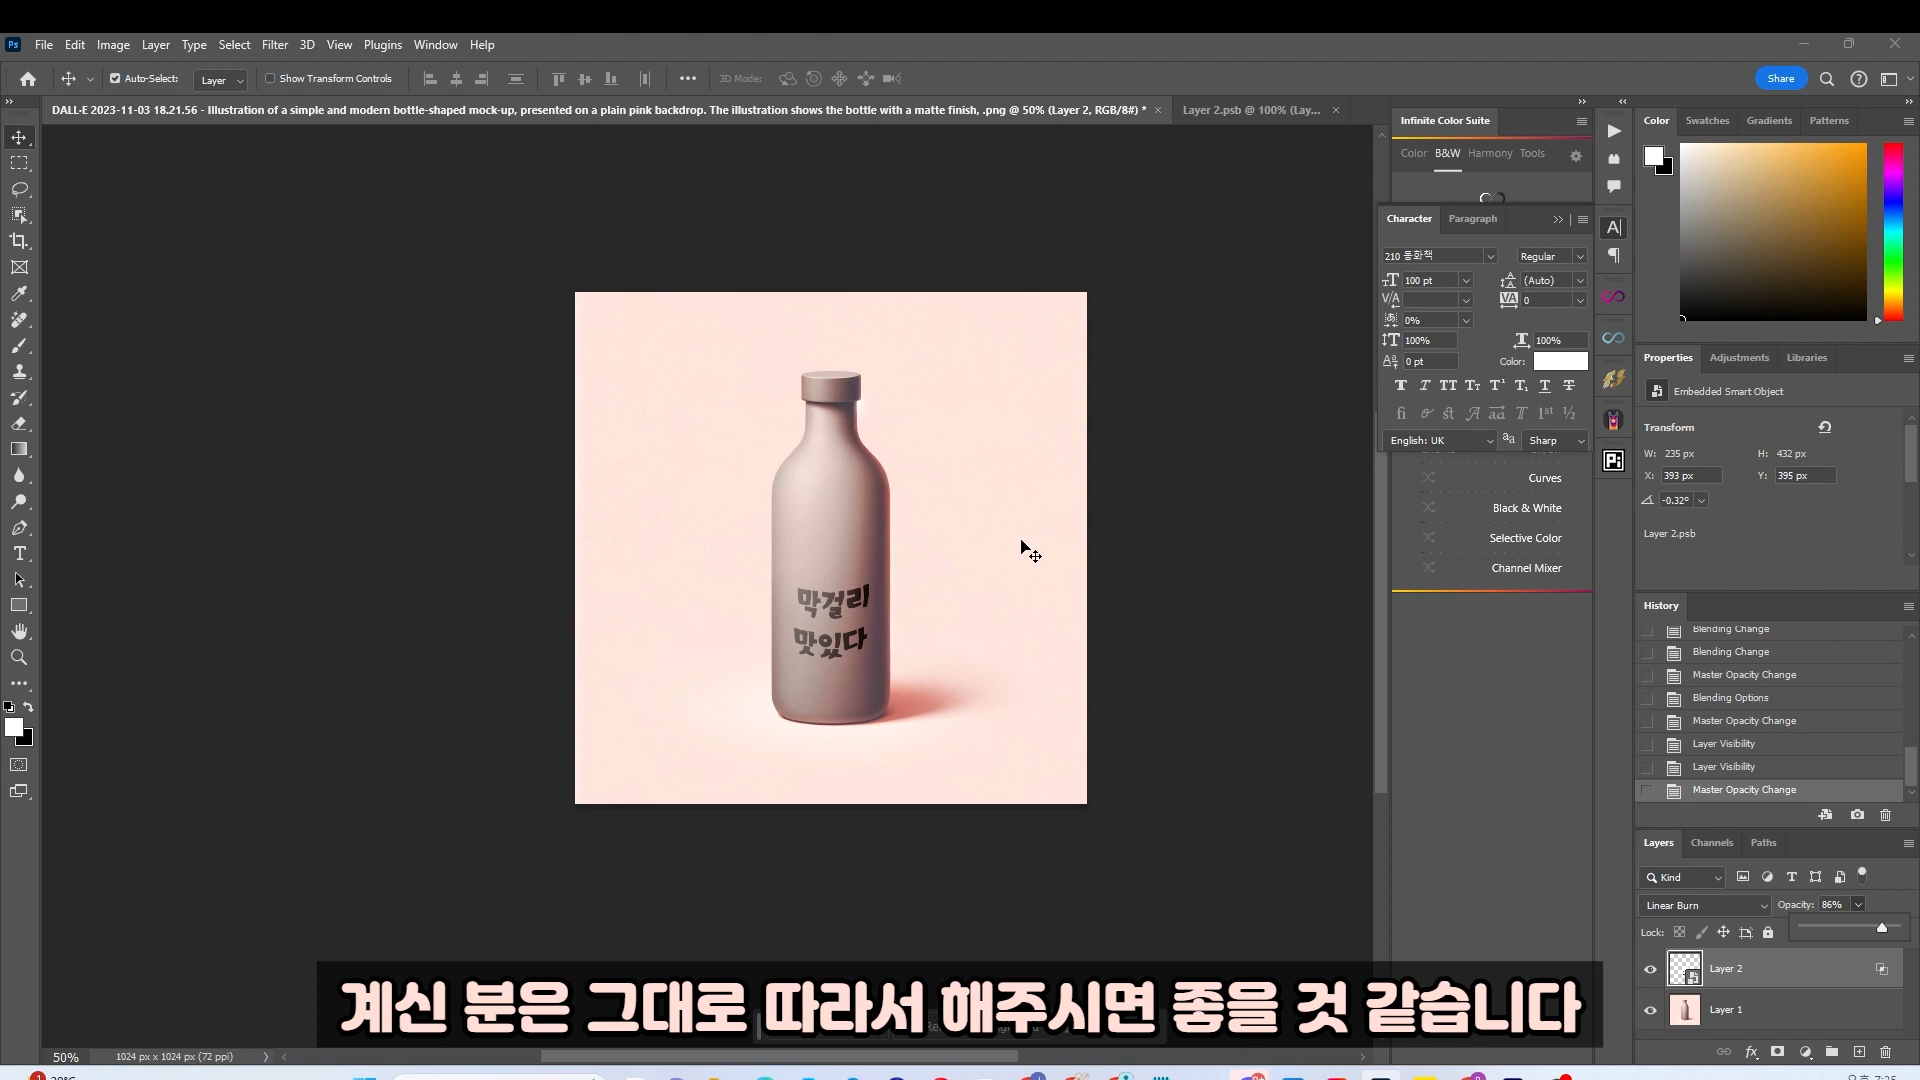 File Edit Image Layer Type Select Filter 3D View Plugins Window Help
Auto-Select: Layer Show Transform Controls 3D Mode: Share
DALL·E 2023-11-03 18.21.56 - Illustration of a simple and modern bottle-shaped mock-up, presented on a plain pink backdrop. The illustration shows the bottle with a matte finish, .png @ 50% (Layer 2, RGB/8#) *
Layer 2.psb @ 100% (Lay...
Infinite Color Suite
Color B&W Harmony Tools
Character Paragraph
210 동화책 Regular
100 pt (Auto)
0
0%
100% 100%
0 pt Color:
English: UK Sharp
Curves
Black & White
Selective Color
Channel Mixer
Color Swatches Gradients Patterns
Properties Adjustments Libraries
Embedded Smart Object
Transform
W: 235 px H: 432 px
X: 393 px Y: 395 px
-0.32°
Layer 2.psb
History
Blending Change
Blending Change
Master Opacity Change
Blending Options
Master Opacity Change
Layer Visibility
Layer Visibility
Master Opacity Change
Layers Channels Paths
Kind
Linear Burn Opacity: 86%
Lock:
Layer 2
Layer 1
막걸리
맛있다
계신 분은 그대로 따라서 해주시면 좋을 것 같습니다
50% 1024 px x 1024 px (72 ppi)